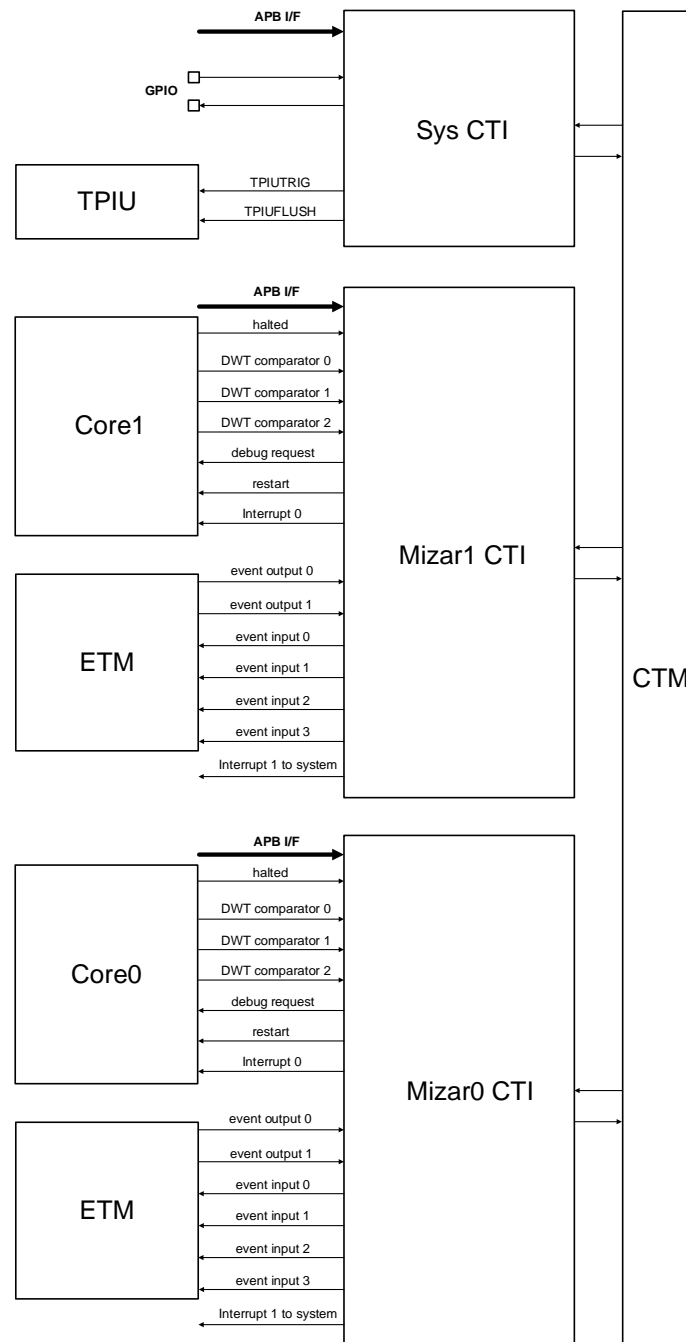 APB I/F
GPIO
Sys CTI
TPIU
TPIUTRIG
TPIUFLUSH
APB I/F
halted
DWT comparator 0
DWT comparator 1
DWT comparator 2
debug request
restart
Interrupt 0
Core1
Mizar1 CTI
event output 0
event output 1
event input 0
event input 1
event input 2
event input 3
Interrupt 1 to system
ETM
CTM
APB I/F
halted
DWT comparator 0
DWT comparator 1
DWT comparator 2
debug request
restart
Interrupt 0
Core0
Mizar0 CTI
event output 0
event output 1
event input 0
event input 1
event input 2
event input 3
Interrupt 1 to system
ETM